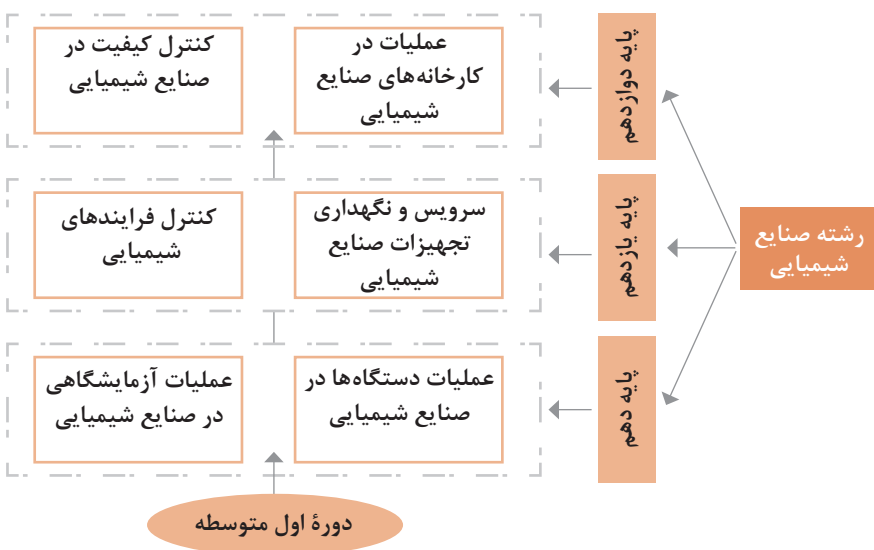 رشته صنایع
شیمیایی
پایه دوازدهم
عملیات در
کارخانه‌های صنایع
شیمیایی
کنترل کیفیت در
صنایع شیمیایی
پایه یازدهم
سرویس و نگهداری
تجهیزات صنایع
شیمیایی
کنترل فرایندهای
شیمیایی
پایه دهم
عملیات دستگاه‌ها در
صنایع شیمیایی
عملیات آزمایشگاهی
در صنایع شیمیایی
دورۀ اول متوسطه